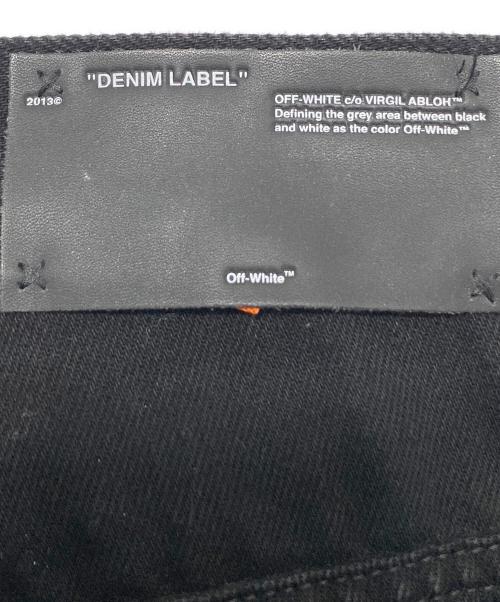 "DENIM LABEL"
2013©
OFF-WHITE c/o VIRGIL ABLOH™
Defining the grey area between black
and white as the color Off-White™
Off-White™